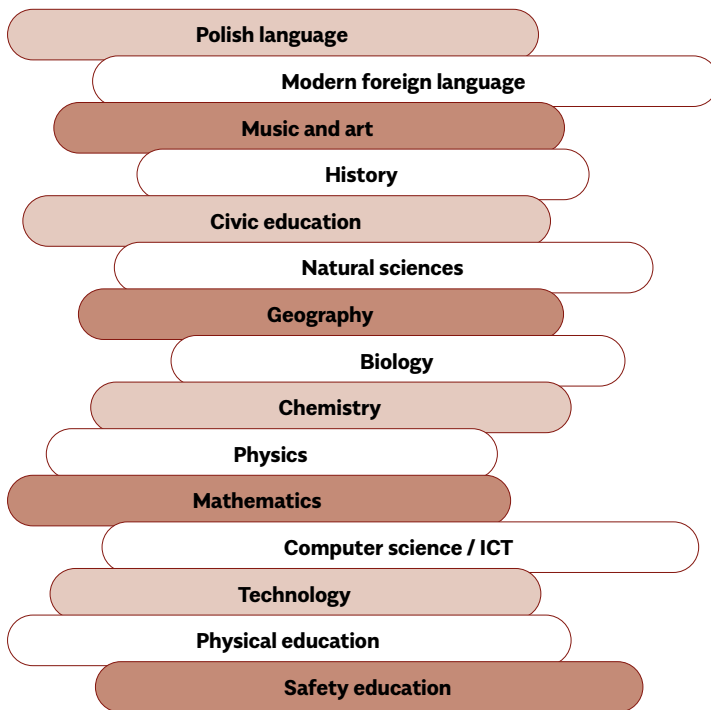 Polish language
Modern foreign language
Music and art
History
Civic education
Natural sciences
Geography
Biology
Chemistry
Physics
Mathematics
Computer science / ICT
Technology
Physical education
Safety education